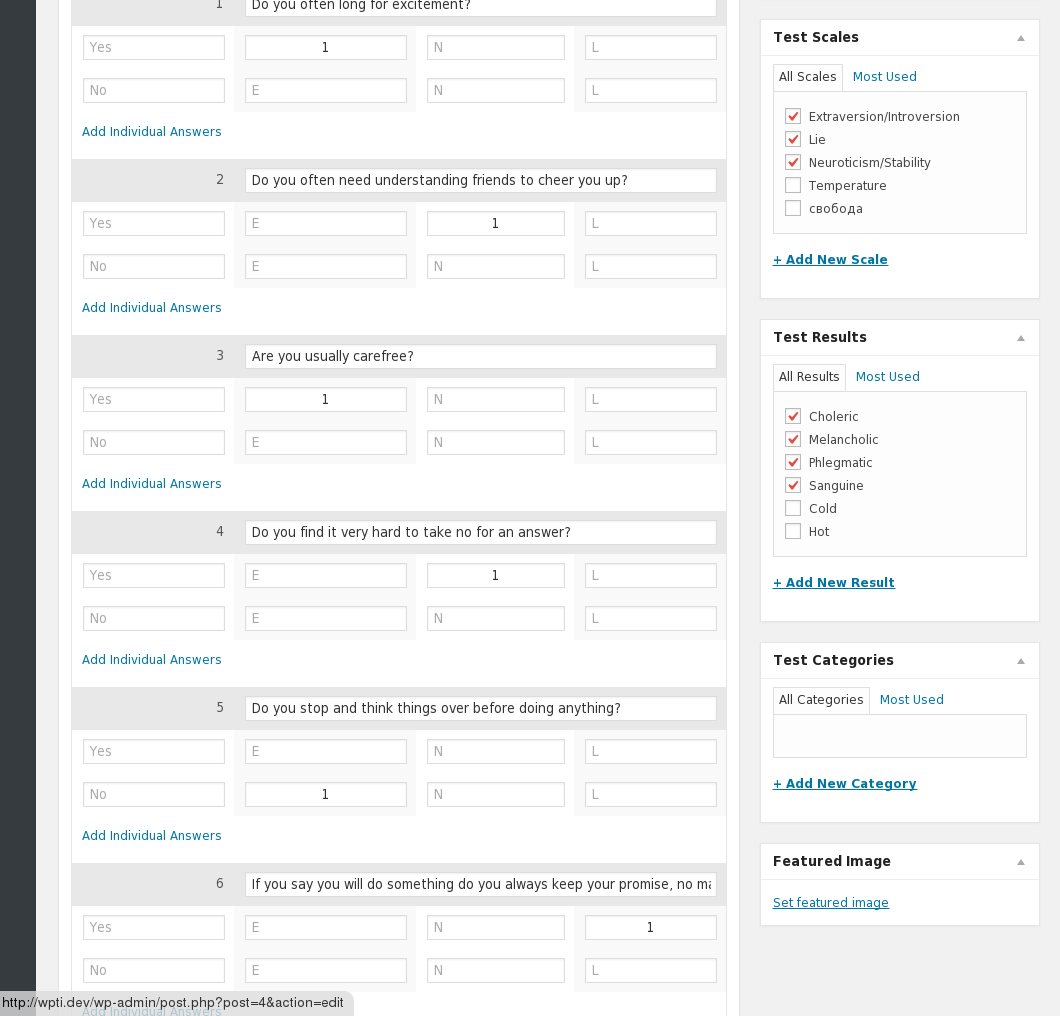 1 Do you often long for excitement?
Yes 1 N L
No E N L
Add Individual Answers
2 Do you often need understanding friends to cheer you up?
Yes E 1 L
No E N L
Add Individual Answers
3 Are you usually carefree?
Yes 1 N L
No E N L
Add Individual Answers
4 Do you find it very hard to take no for an answer?
Yes E 1 L
No E N L
Add Individual Answers
5 Do you stop and think things over before doing anything?
Yes E N L
No 1 N L
Add Individual Answers
6 If you say you will do something do you always keep your promise, no
Yes E N 1
No E N L
Add Individual Answers
http://wpti.dev/wp-admin/post.php?post=4&action=edit
Test Scales
All Scales Most Used
Extraversion/Introversion
Lie
Neuroticism/Stability
Temperature
свобода
+ Add New Scale
Test Results
All Results Most Used
Choleric
Melancholic
Phlegmatic
Sanguine
Cold
Hot
+ Add New Result
Test Categories
All Categories Most Used
+ Add New Category
Featured Image
Set featured image